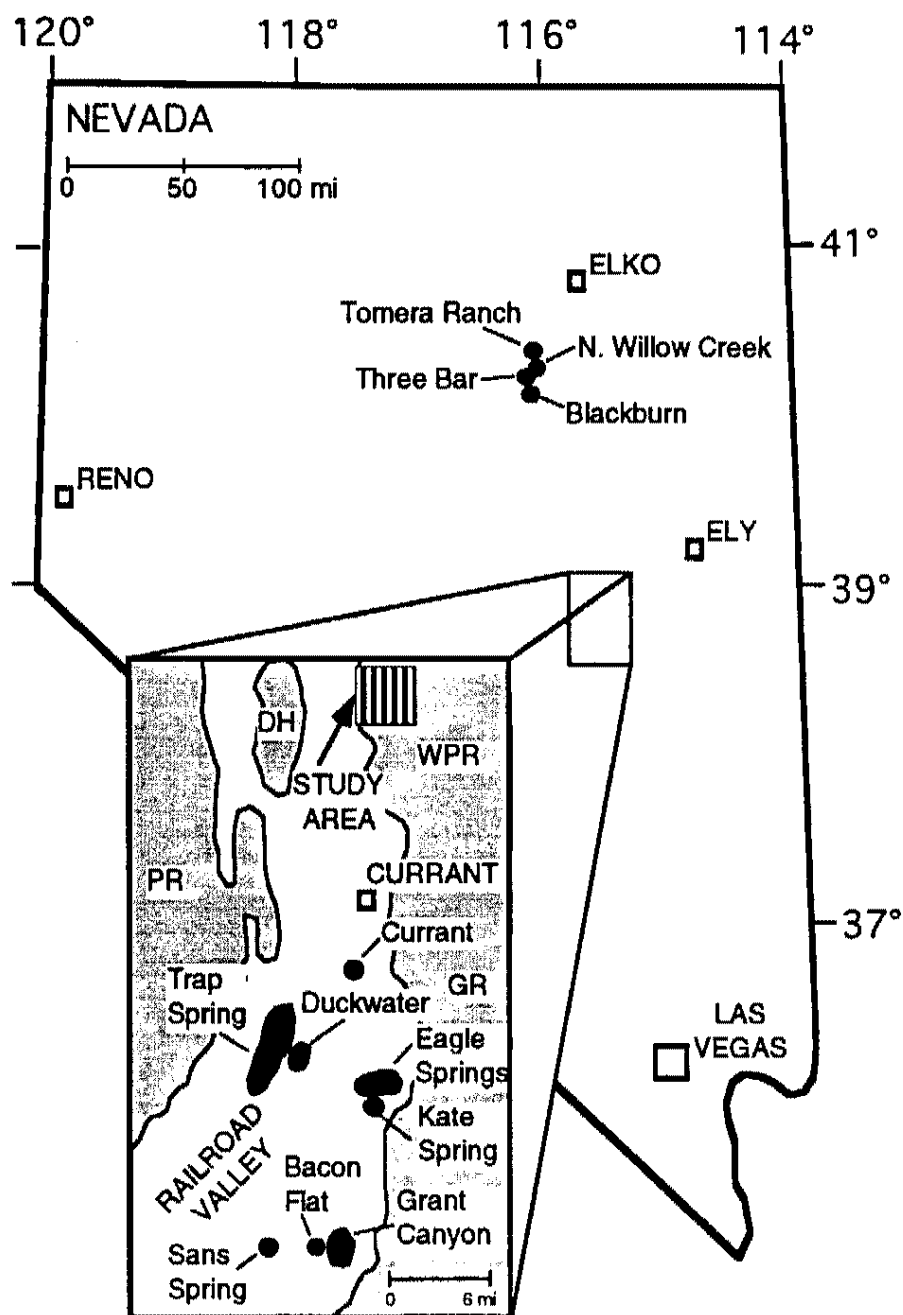 120°
118°
116°
114°
NEVADA
0 50 100 mi
41°
ELKO
Tomera Ranch
N. Willow Creek
Three Bar
Blackburn
RENO
ELY
39°
DH
WPR
STUDY
AREA
PR
CURRANT
37°
Currant
GR
Trap
Spring
Duckwater
LAS
VEGAS
Eagle
Springs
Kate
Spring
RAILROAD
VALLEY
Bacon
Flat
Grant
Canyon
Sans
Spring
0 6 mi